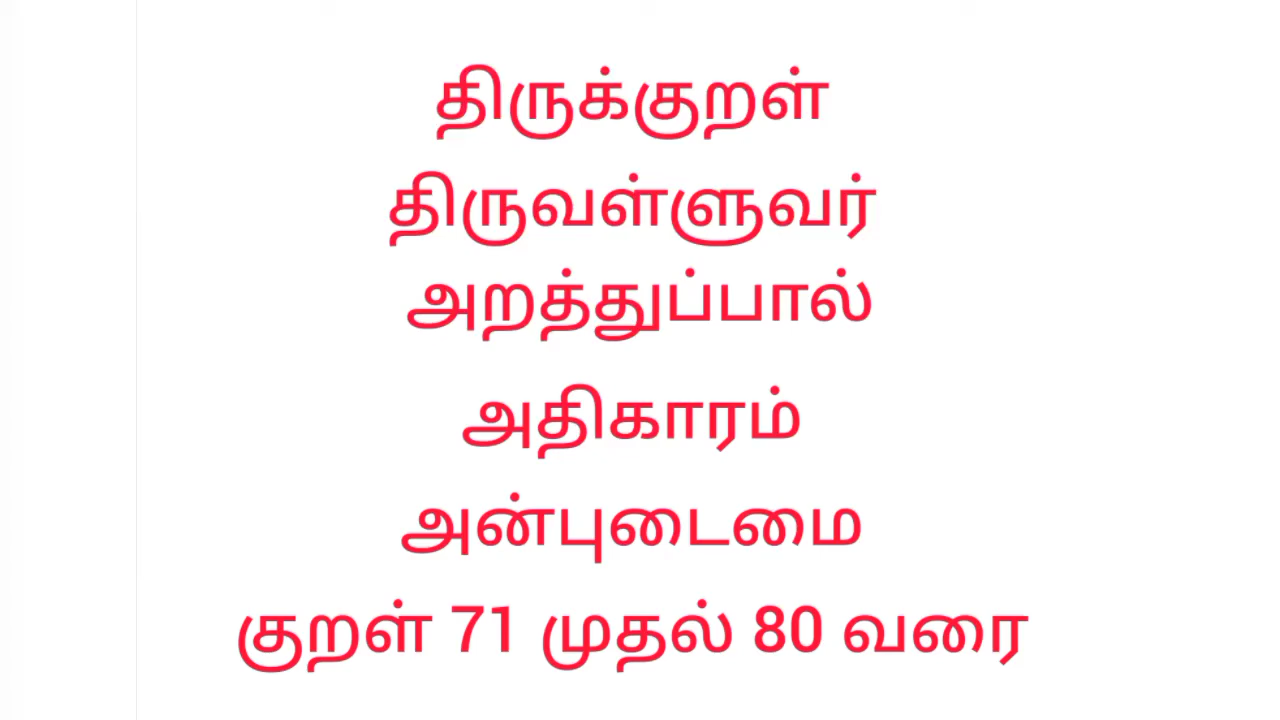 திருக்குறள்
திருவள்ளுவர்
அறத்துப்பால்
அதிகாரம்
அன்புடைமை
குறள் 71 முதல் 80 வரை